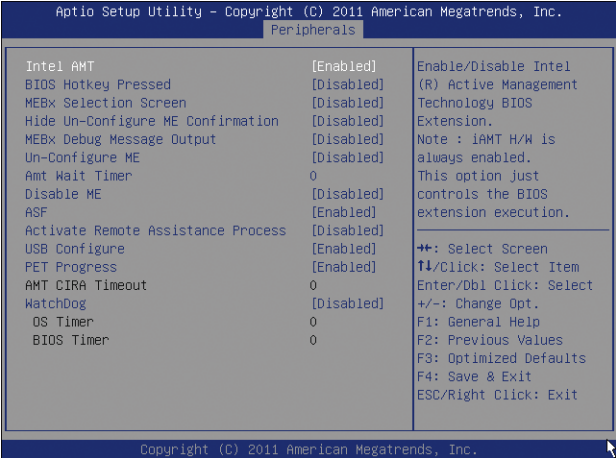 Aptio Setup Utility – Copyright (C) 2011 American Megatrends, Inc.
Peripherals
Intel AMT [Enabled]
BIOS Hotkey Pressed [Disabled]
MEBx Selection Screen [Disabled]
Hide Un-Configure ME Confirmation [Disabled]
MEBx Debug Message Output [Disabled]
Un-Configure ME [Disabled]
Amt Wait Timer 0
Disable ME [Disabled]
ASF [Enabled]
Activate Remote Assistance Process [Disabled]
USB Configure [Enabled]
PET Progress [Enabled]
AMT CIRA Timeout 0
WatchDog [Disabled]
OS Timer 0
BIOS Timer 0
Enable/Disable Intel
(R) Active Management
Technology BIOS
Extension.
Note : iAMT H/W is
always enabled.
This option just
controls the BIOS
extension execution.
→←: Select Screen
↑↓/Click: Select Item
Enter/Dbl Click: Select
+/-: Change Opt.
F1: General Help
F2: Previous Values
F3: Optimized Defaults
F4: Save & Exit
ESC/Right Click: Exit
Copyright (C) 2011 American Megatrends, Inc.